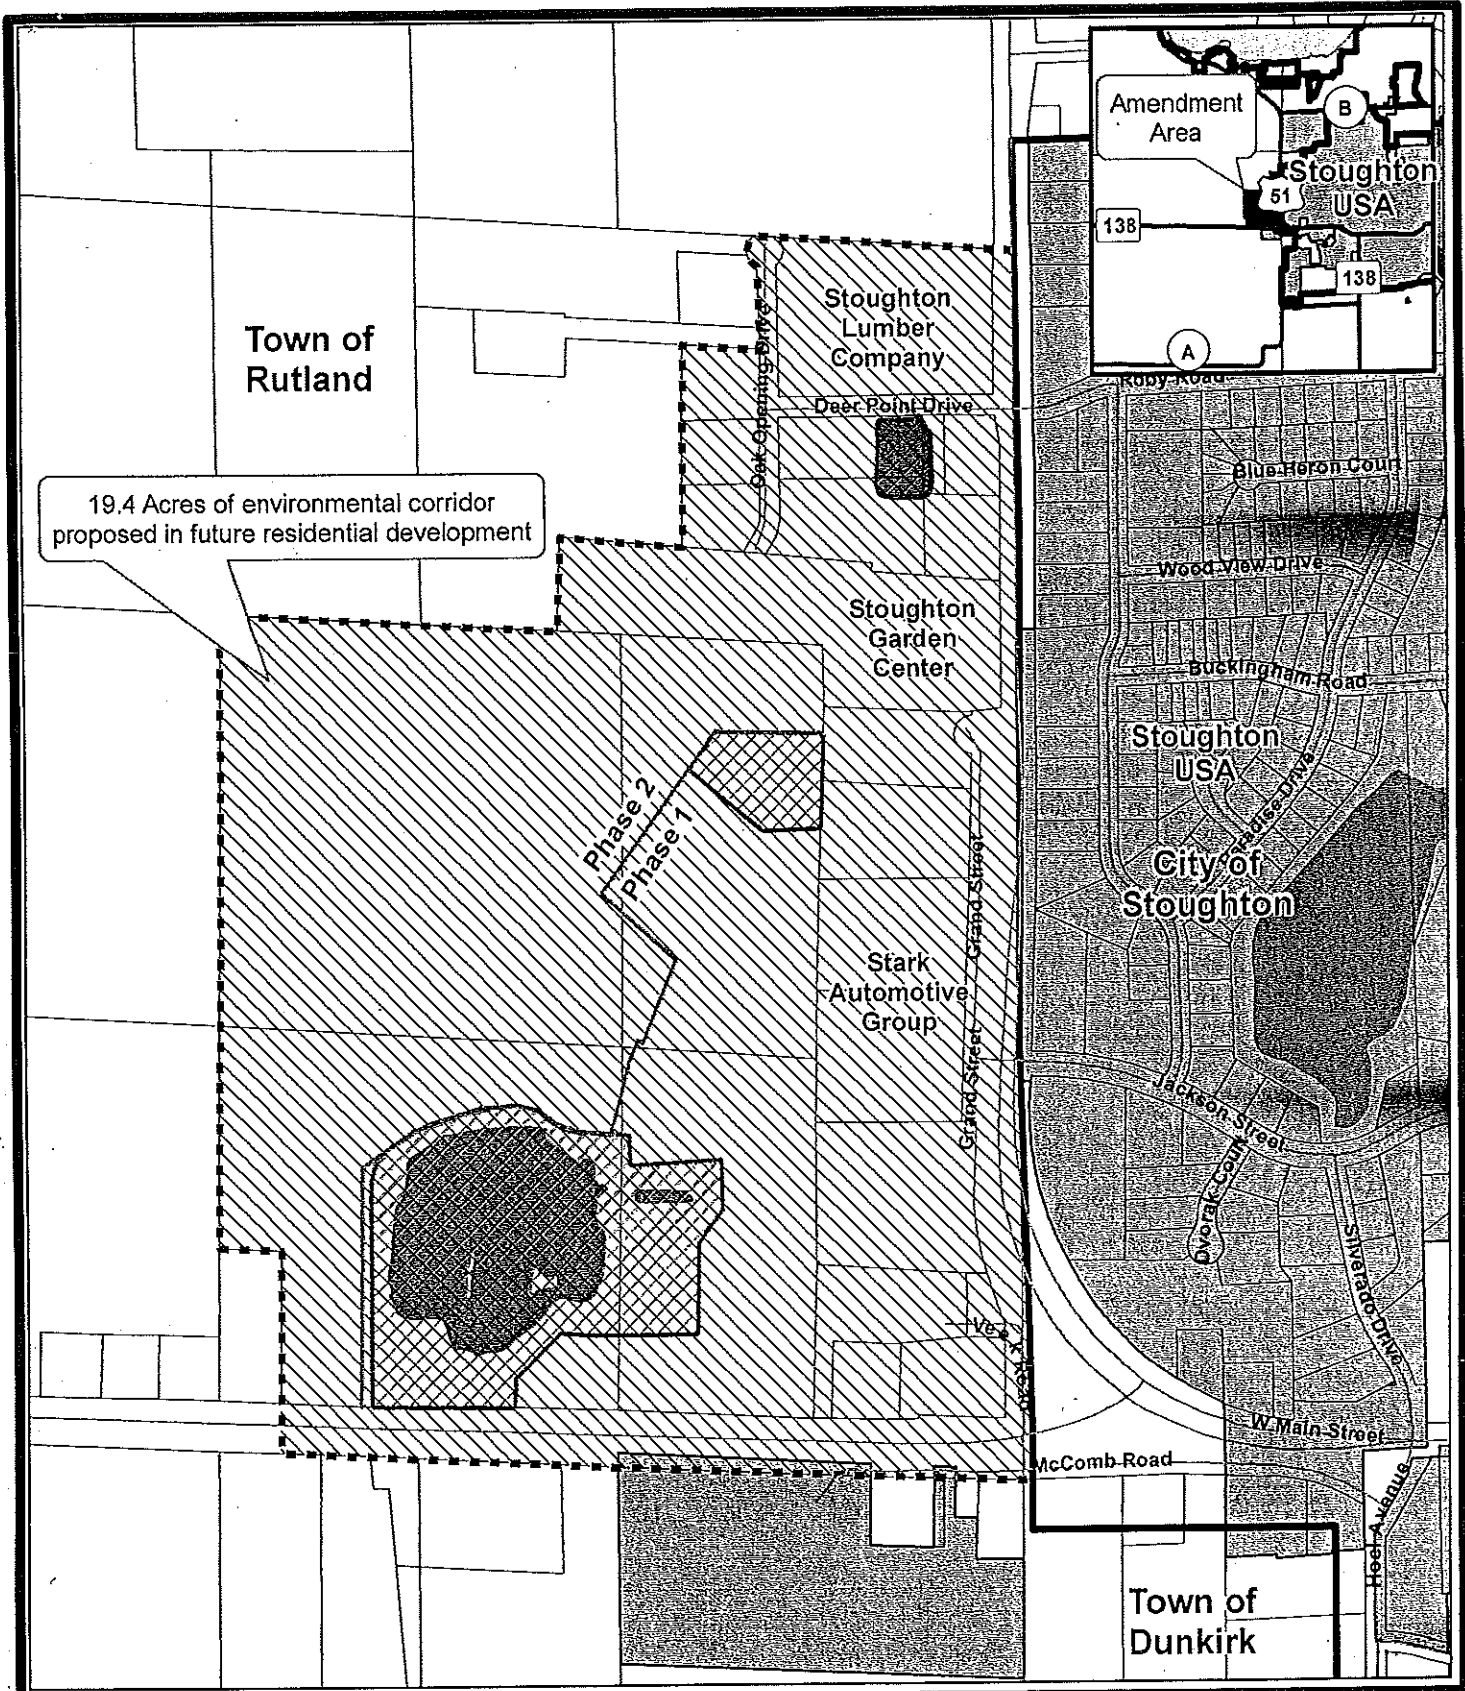 Amendment
Area
B
Stoughton
USA
51
138
138
A
Town of
Rutland
Stoughton
Lumber
Company
Oak Opening Drive
Deer Point Drive
Roby Road
Blue Heron Court
19.4 Acres of environmental corridor
proposed in future residential development
Wood View Drive
Stoughton
Garden
Center
Buckingham Road
Stoughton
USA
Paradise Drive
Phase 2
Phase 1
City of
Stoughton
Grand Street
Stark
Automotive
Group
Grand Street
Jackson Street
Dvorak Court
Silverado Drive
Road
W Main Street
McComb Road
Hoel Avenue
Town of
Dunkirk